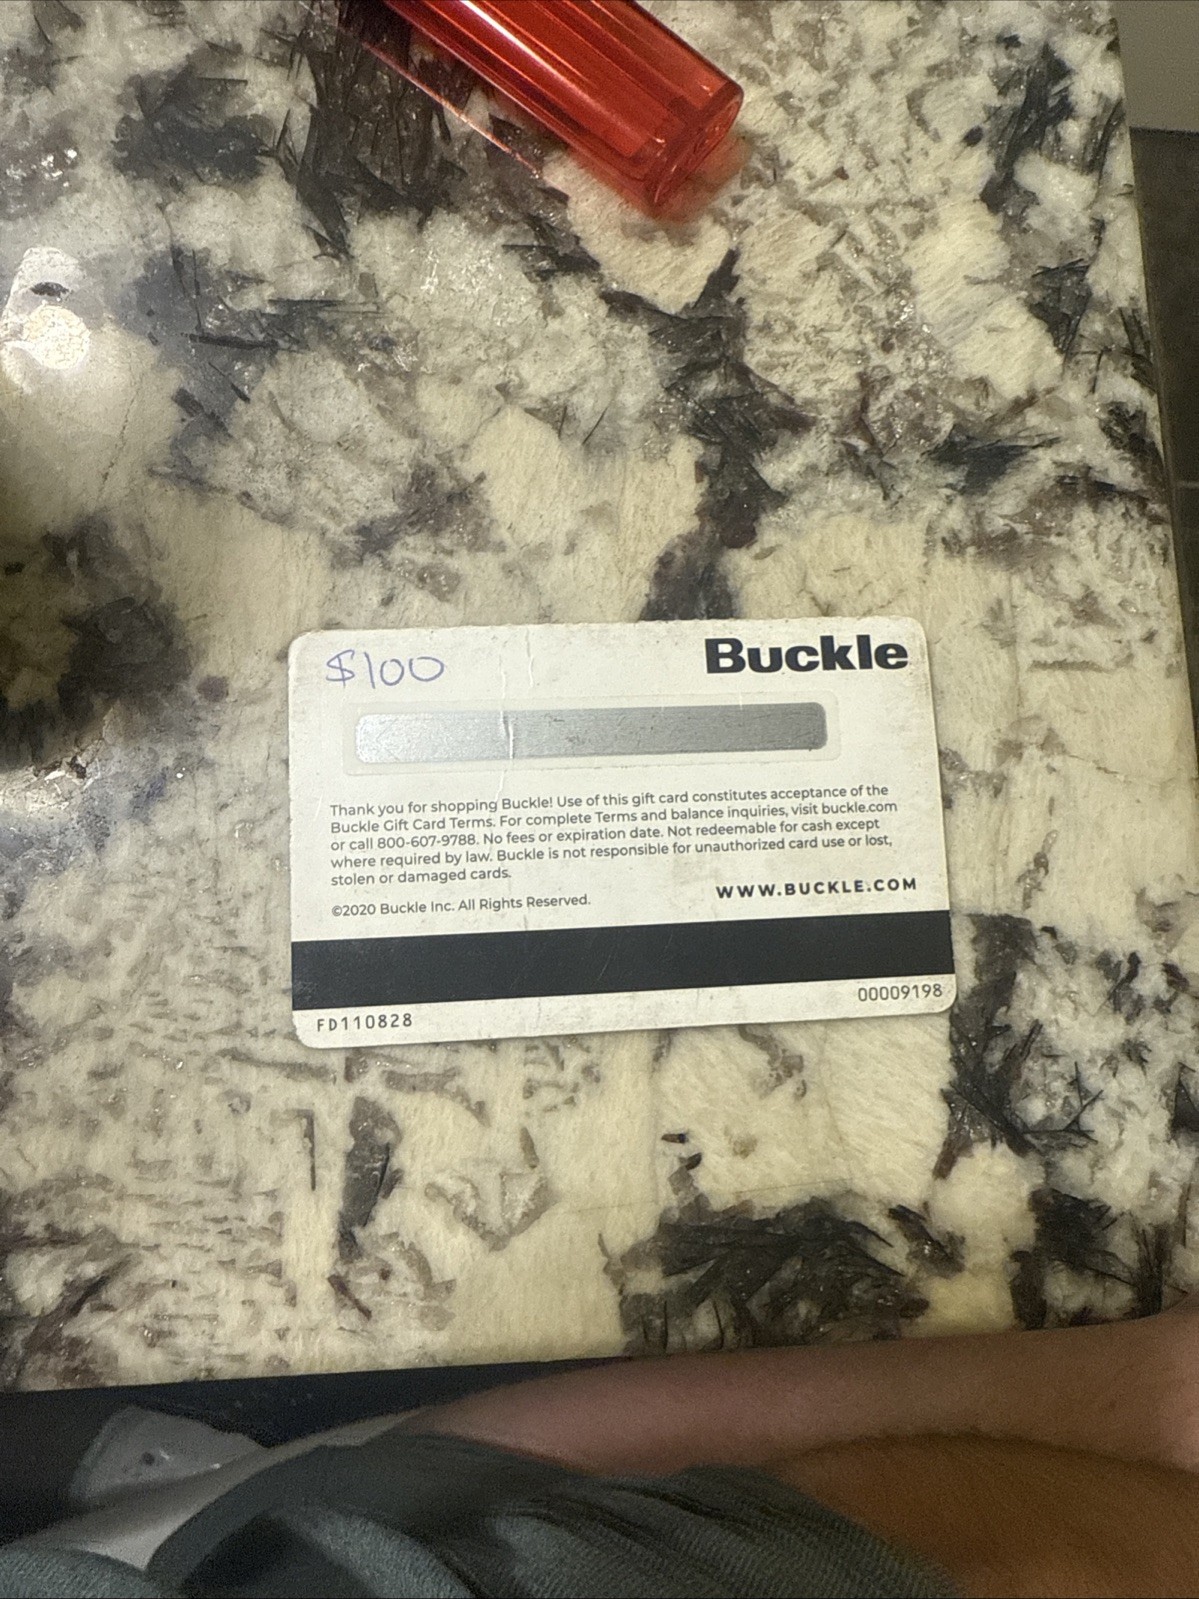 $100
Buckle
Thank you for shopping Buckle! Use of this gift card constitutes acceptance of the
Buckle Gift Card Terms. For complete Terms and balance inquiries, visit buckle.com
or call 800-607-9788. No fees or expiration date. Not redeemable for cash except
where required by law. Buckle is not responsible for unauthorized card use or lost,
stolen or damaged cards.
©2020 Buckle Inc. All Rights Reserved.
WWW.BUCKLE.COM
FD110828
00009198